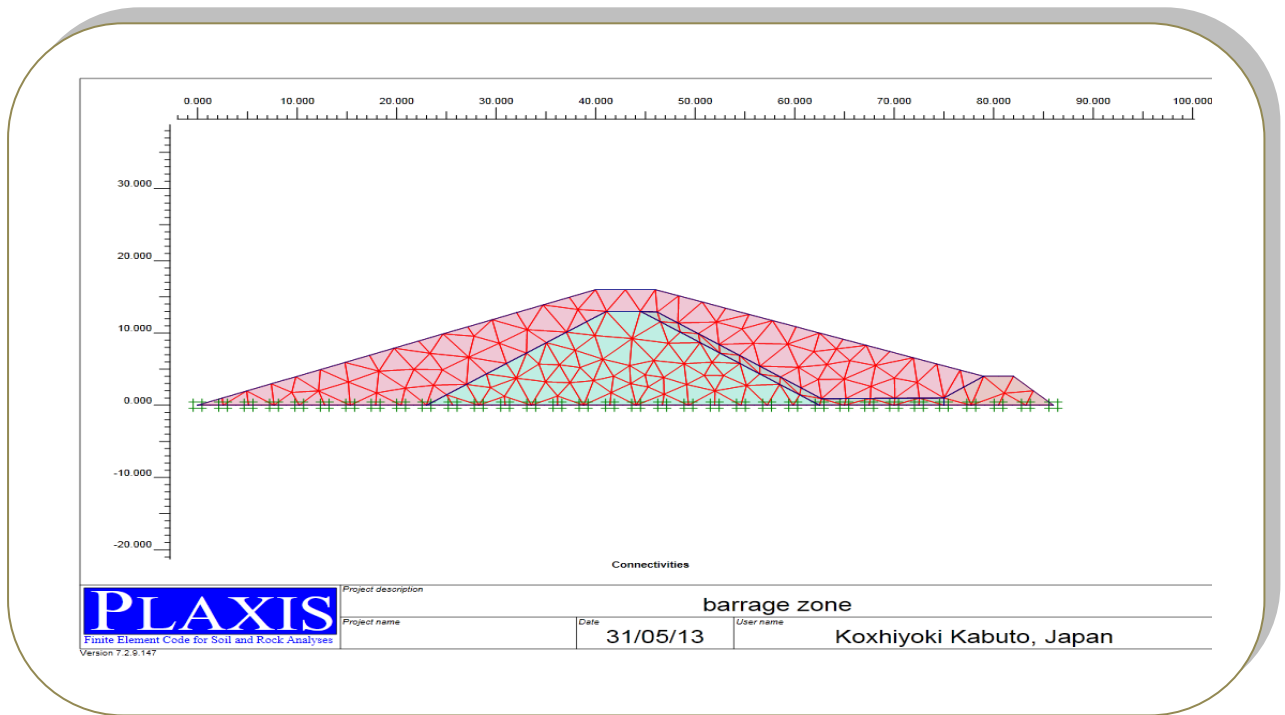 0.000 10.000 20.000 30.000 40.000 50.000 60.000 70.000 80.000 90.000 100.000
30.000
20.000
10.000
0.000
-10.000
-20.000
Connectivities
PLAXIS
Finite Element Code for Soil and Rock Analyses
Version 7.2.9.147
Project description
barrage zone
Project name
Date
31/05/13
User name
Koxhiyoki Kabuto, Japan